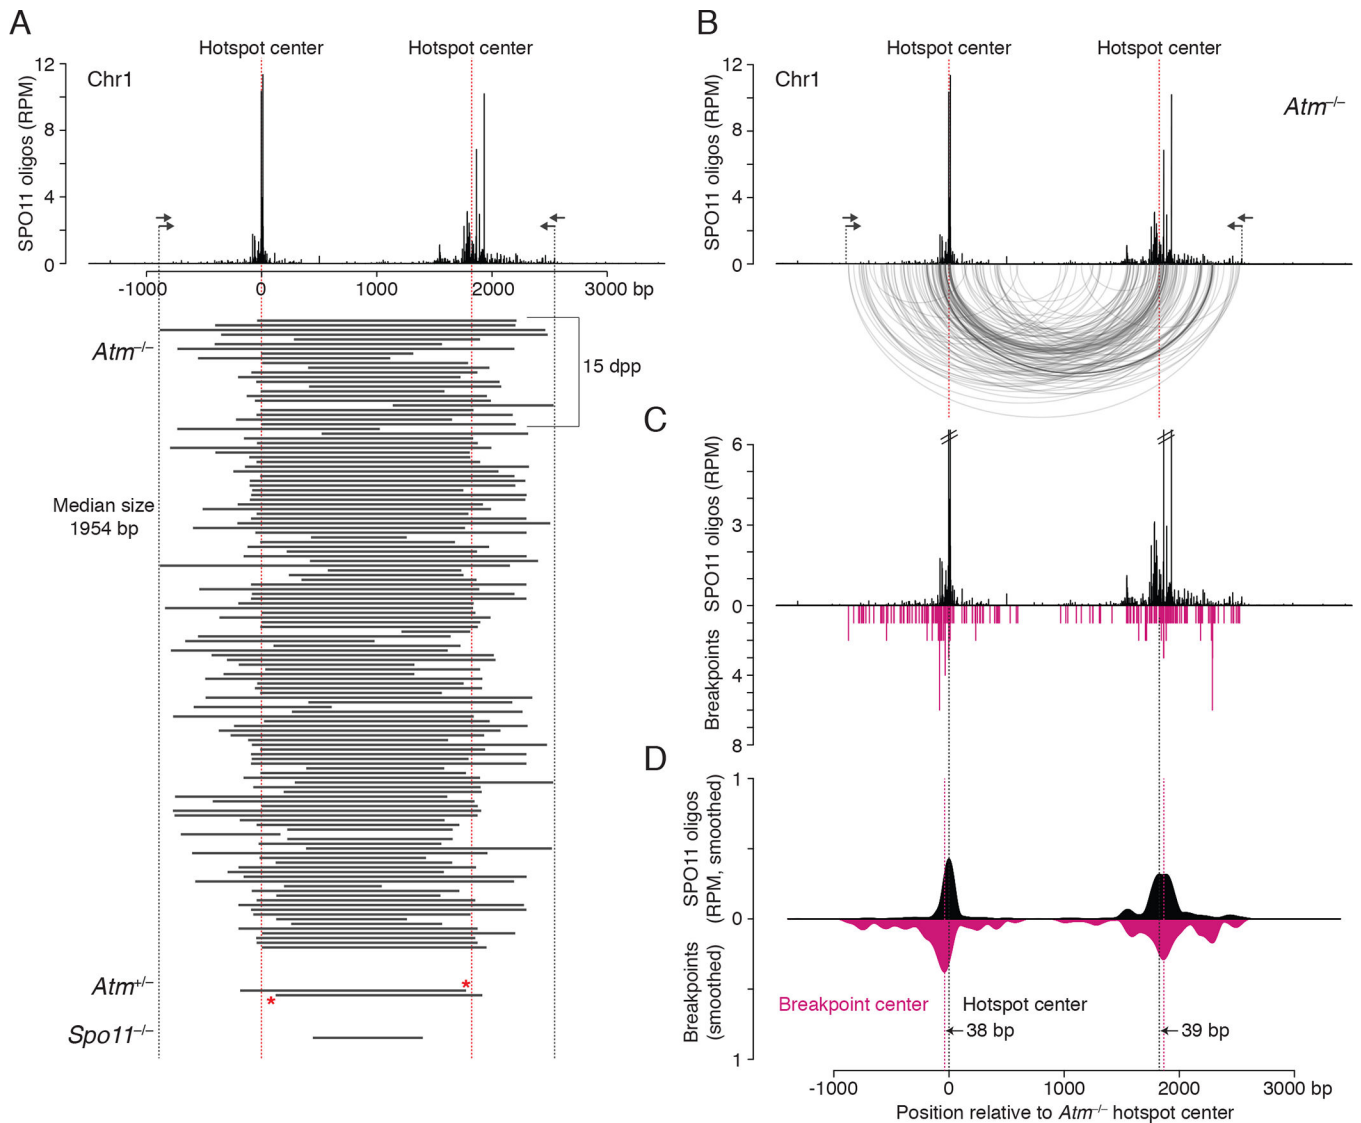 A
Hotspot center
Hotspot center
12
8
4
0
SPO11 oligos (RPM)
Chr1
-1000
0
1000
2000
3000 bp
Atm–/–
15 dpp
Median size
1954 bp
Atm+/–
*
*
Spo11–/–
B
Hotspot center
Hotspot center
12
8
4
0
SPO11 oligos (RPM)
Chr1
Atm–/–
C
6
3
0
SPO11 oligos (RPM)
4
8
Breakpoints
D
1
0
1
SPO11 oligos
(RPM, smoothed)
Breakpoints
(smoothed)
Breakpoint center
Hotspot center
38 bp
39 bp
-1000
0
1000
2000
3000 bp
Position relative to Atm–/– hotspot center